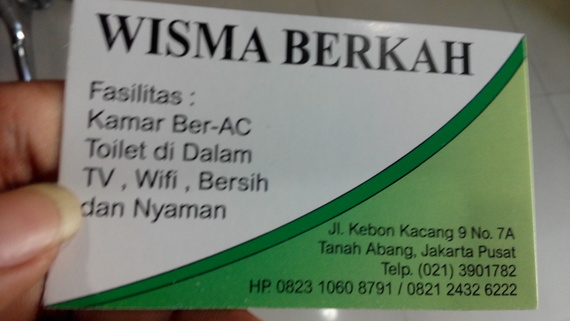 WISMA BERKAH
Fasilitas :
Kamar Ber-AC
Toilet di Dalam
TV , Wifi , Bersih
dan Nyaman
Jl. Kebon Kacang 9 No. 7A
Tanah Abang, Jakarta Pusat
Telp. (021) 3901782
HP. 0823 1060 8791 / 0821 2432 6222